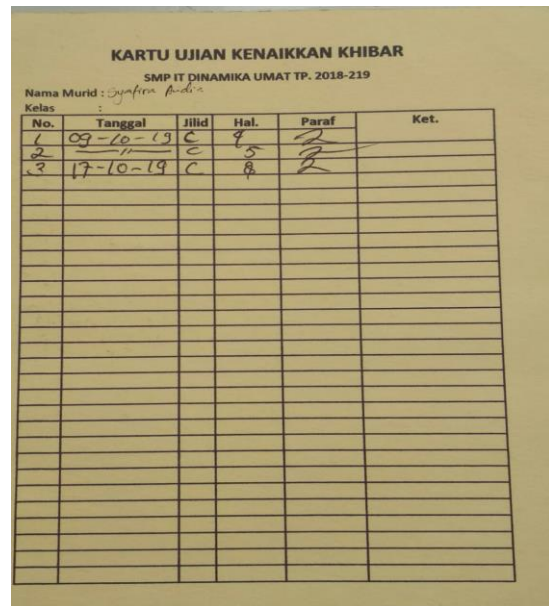 KARTU UJIAN KENAIKKAN KHIBAR
SMP IT DINAMIKA UMAT TP. 2018-219
Nama Murid : Syafira
Kelas :
No. Tanggal Jilid Hal. Paraf Ket.
1 09-10-19 C
2 —〃— C 5
3 17-10-19 C 8